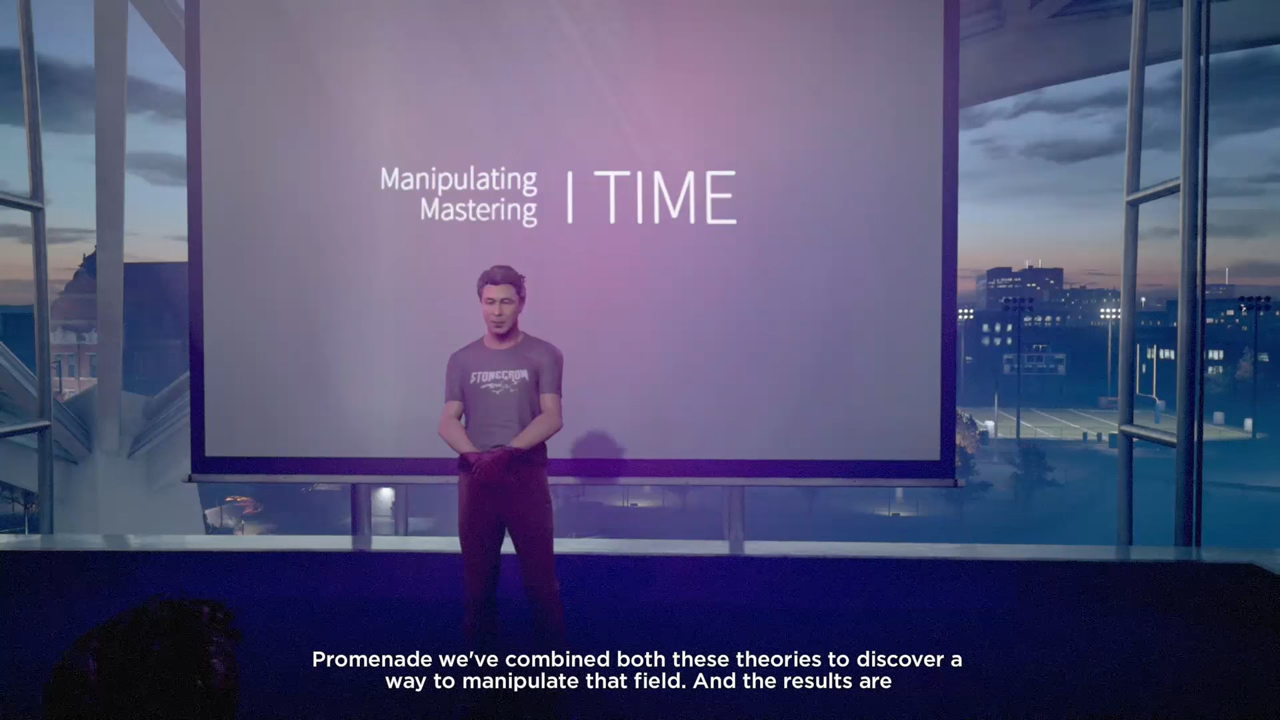 Manipulating
Mastering
| TIME
STONECROW
Promenade we've combined both these theories to discover a
way to manipulate that field. And the results are